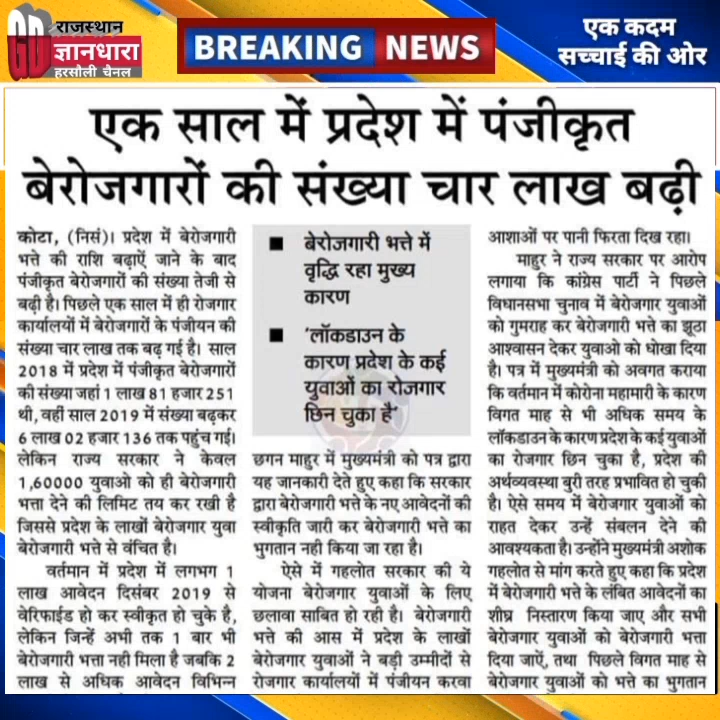 GD
राजस्थान
ज्ञानधारा
हरसौली चैनल
BREAKING NEWS
एक कदम
सच्चाई की ओर
एक साल में प्रदेश में पंजीकृत
बेरोजगारों की संख्या चार लाख बढ़ी
कोटा, (निसं)। प्रदेश में बेरोजगारी
भत्ते की राशि बढ़ाऐं जाने के बाद
पंजीकृत बेरोजगारों की संख्या तेजी से
बढ़ी है। पिछले एक साल में ही रोजगार
कार्यालयों में बेरोजगारों के पंजीयन की
संख्या चार लाख तक बढ़ गई है। साल
2018 में प्रदेश में पंजीकृत बेरोजगारों
की संख्या जहां 1 लाख 81 हजार 251
थी, वहीं साल 2019 में संख्या बढ़कर
6 लाख 02 हजार 136 तक पहुंच गई।
लेकिन राज्य सरकार ने केवल
1,60000 युवाओ को ही बेरोजगारी
भत्ता देने की लिमिट तय कर रखी है
जिससे प्रदेश के लाखों बेरोजगार युवा
बेरोजगारी भत्ते से वंचित है।
वर्तमान में प्रदेश में लगभग 1
लाख आवेदन दिसंबर 2019 से
वेरिफाईड हो कर स्वीकृत हो चुके है,
लेकिन जिन्हें अभी तक 1 बार भी
बेरोजगारी भत्ता नही मिला है जबकि 2
लाख से अधिक आवेदन विभिन्न
■ बेरोजगारी भत्ते में
वृद्धि रहा मुख्य
कारण
■ 'लॉकडाउन के
कारण प्रदेश के कई
युवाओं का रोजगार
छिन चुका है'
छगन माहुर में मुख्यमंत्री को पत्र द्वारा
यह जानकारी देते हुए कहा कि सरकार
द्वारा बेरोजगारी भत्ते के नए आवेदनों की
स्वीकृति जारी कर बेरोजगारी भत्ते का
भुगतान नही किया जा रहा है।
ऐसे में गहलोत सरकार की ये
योजना बेरोजगार युवाओं के लिए
छलावा साबित हो रही है। बेरोजगारी
भत्ते की आस में प्रदेश के लाखों
बेरोजगार युवाओं ने बड़ी उम्मीदों से
रोजगार कार्यालयों में पंजीयन करवा
आशाओं पर पानी फिरता दिख रहा।
माहुर ने राज्य सरकार पर आरोप
लगाया कि कांग्रेस पार्टी ने पिछले
विधानसभा चुनाव में बेरोजगार युवाओं
को गुमराह कर बेरोजगारी भत्ते का झूठा
आश्वासन देकर युवाओ को धोखा दिया
है। पत्र में मुख्यमंत्री को अवगत कराया
कि वर्तमान में कोरोना महामारी के कारण
विगत माह से भी अधिक समय के
लॉकडाउन के कारण प्रदेश के कई युवाओं
का रोजगार छिन चुका है, प्रदेश की
अर्थव्यवस्था बुरी तरह प्रभावित हो चुकी
है। ऐसे समय में बेरोजगार युवाओं को
राहत देकर उन्हें संबलन देने की
आवश्यकता है। उन्होंने मुख्यमंत्री अशोक
गहलोत से मांग करते हुए कहा कि प्रदेश
में बेरोजगारी भत्ते के लंबित आवेदनों का
शीघ्र निस्तारण किया जाए और सभी
बेरोजगार युवाओं को बेरोजगारी भत्ता
दिया जाऐं, तथा पिछले विगत माह से
बेरोजगार युवाओं को भत्ते का भुगतान